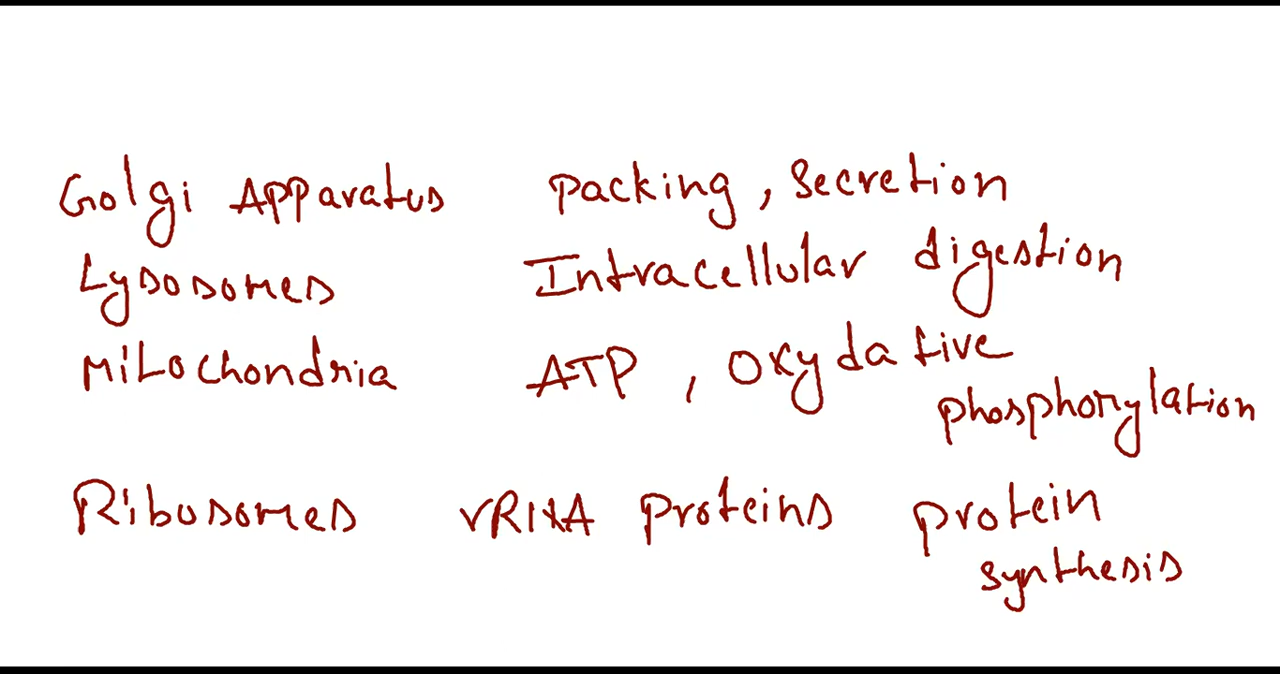 Golgi Apparatus packing, secretion
Lysosomes Intracellular digestion
Mitochondria ATP, Oxydative
phosphorylation
Ribosomes rRNA proteins protein
synthesis